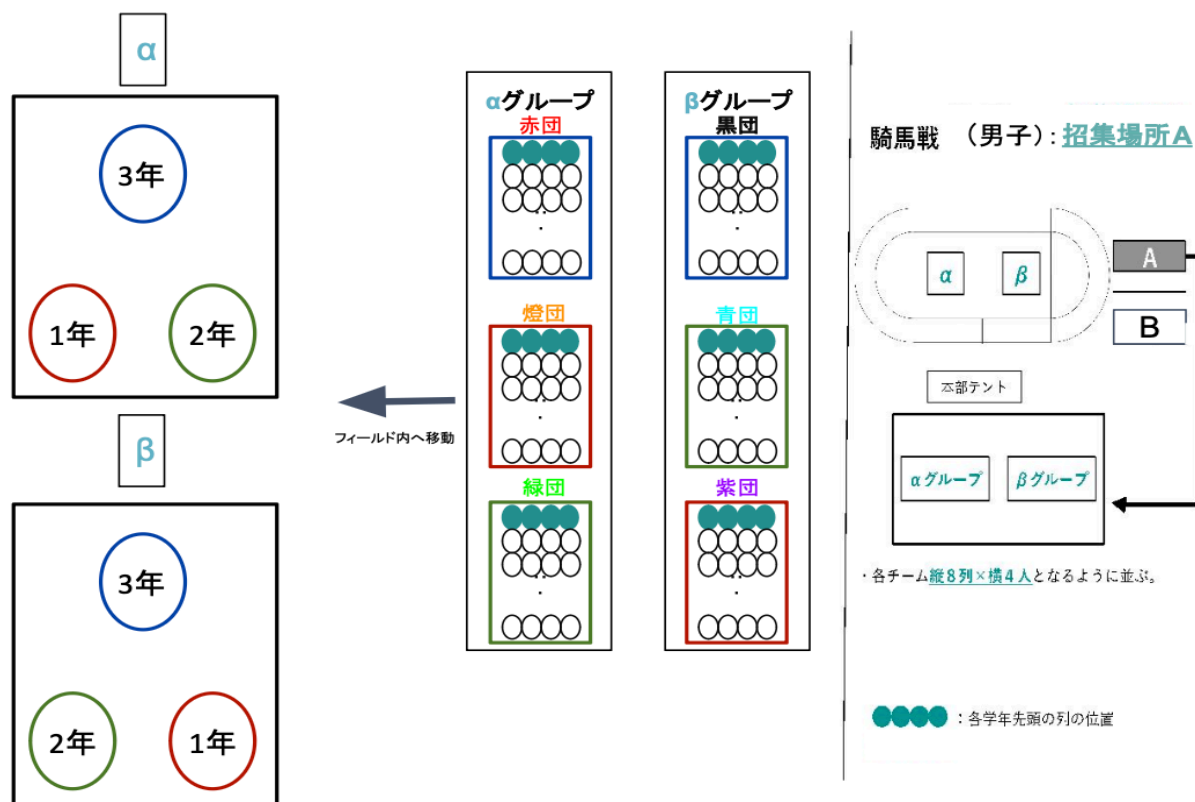 α
3年
1年
2年
β
3年
2年
1年
フィールド内へ移動
αグループ
赤団
燈団
緑団
βグループ
黒団
青団
紫団
騎馬戦 (男子): 招集場所A
α
β
A
B
本部テント
αグループ
βグループ
・各チーム縦８列×横４人となるように並ぶ。
：各学年先頭の列の位置